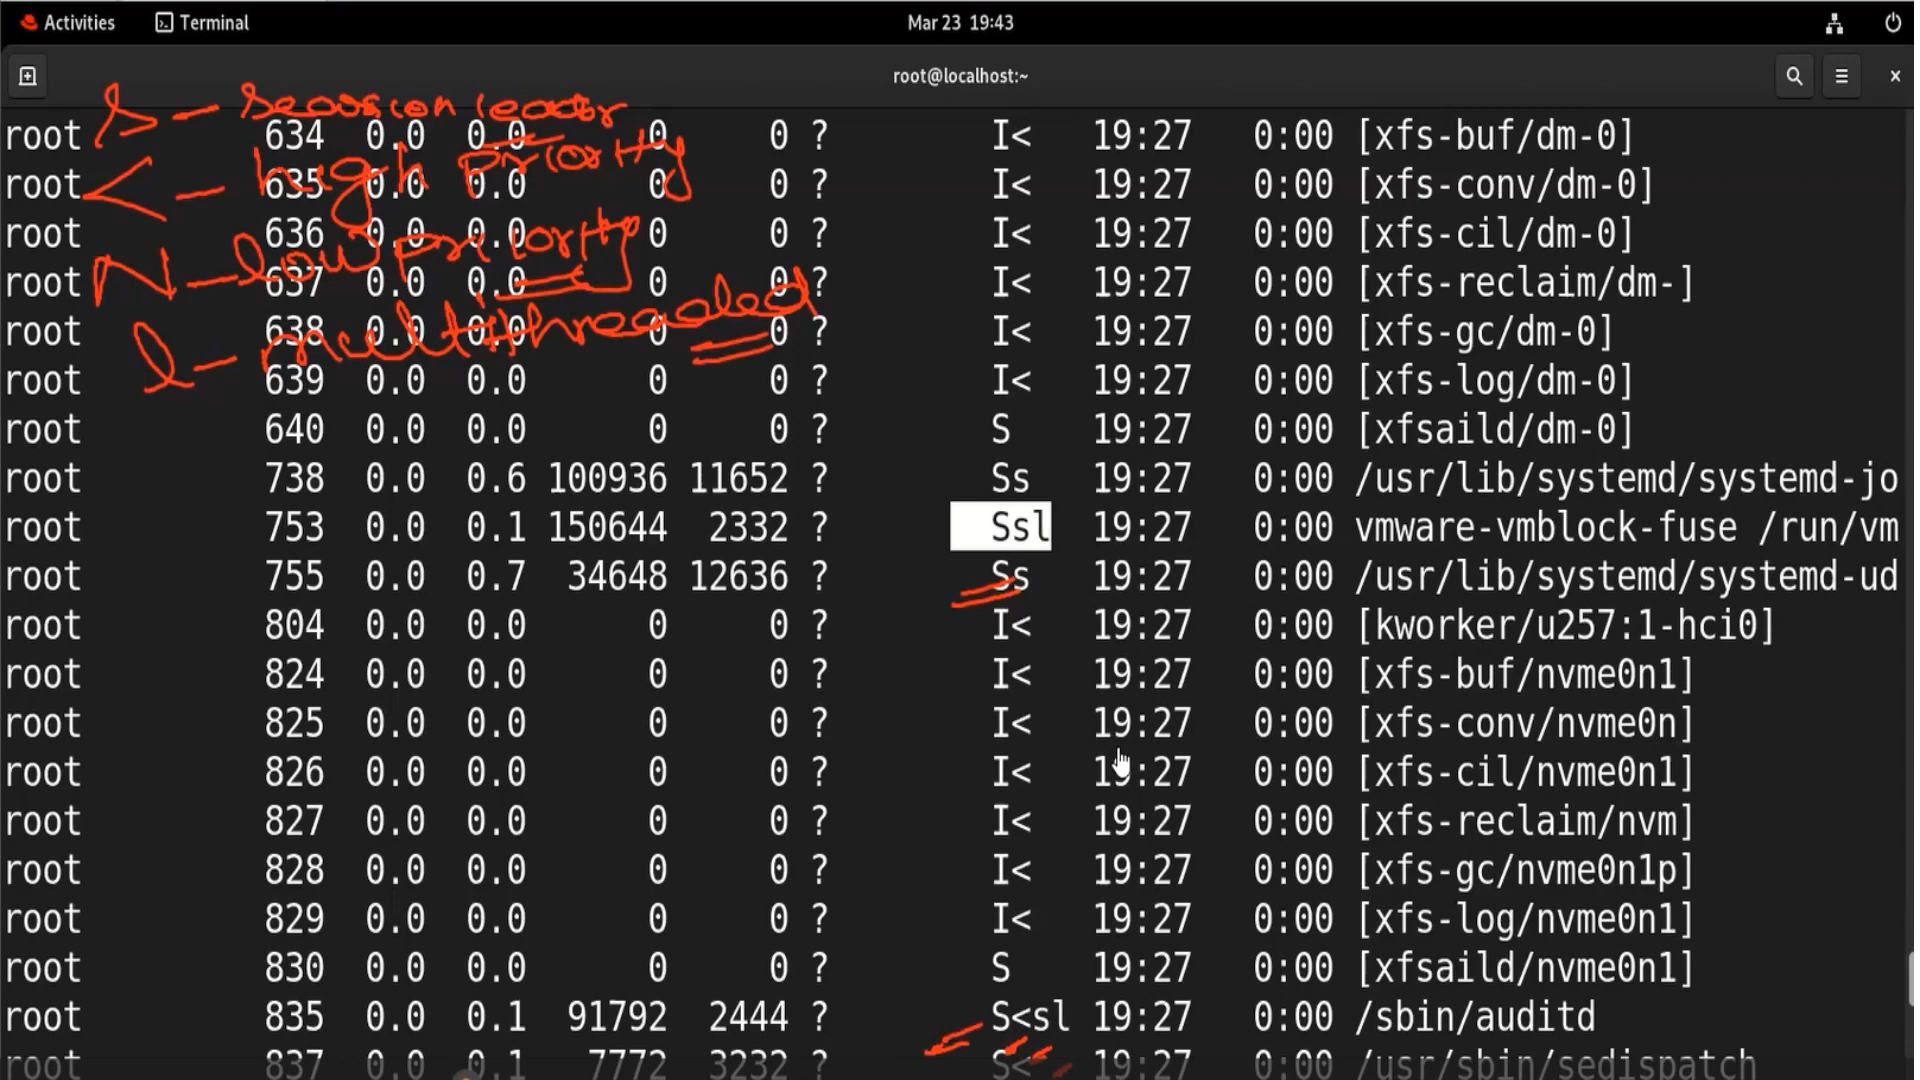 Activities Terminal Mar 23 19:43
root@localhost:~
s - session leader
root 634 0.0 0.0 0 0 ? I< 19:27 0:00 [xfs-buf/dm-0]
< - high priority
root 635 0.0 0.0 0 0 ? I< 19:27 0:00 [xfs-conv/dm-0]
root 636 0.0 0.0 0 0 ? I< 19:27 0:00 [xfs-cil/dm-0]
N - low priority
root 637 0.0 0.0 0 0 ? I< 19:27 0:00 [xfs-reclaim/dm-]
root 638 0.0 0.0 0 0 ? I< 19:27 0:00 [xfs-gc/dm-0]
l - multithreaded
root 639 0.0 0.0 0 0 ? I< 19:27 0:00 [xfs-log/dm-0]
root 640 0.0 0.0 0 0 ? S 19:27 0:00 [xfsaild/dm-0]
root 738 0.0 0.6 100936 11652 ? Ss 19:27 0:00 /usr/lib/systemd/systemd-jo
root 753 0.0 0.1 150644 2332 ? Ssl 19:27 0:00 vmware-vmblock-fuse /run/vm
root 755 0.0 0.7 34648 12636 ? Ss 19:27 0:00 /usr/lib/systemd/systemd-ud
root 804 0.0 0.0 0 0 ? I< 19:27 0:00 [kworker/u257:1-hci0]
root 824 0.0 0.0 0 0 ? I< 19:27 0:00 [xfs-buf/nvme0n1]
root 825 0.0 0.0 0 0 ? I< 19:27 0:00 [xfs-conv/nvme0n]
root 826 0.0 0.0 0 0 ? I< 19:27 0:00 [xfs-cil/nvme0n1]
root 827 0.0 0.0 0 0 ? I< 19:27 0:00 [xfs-reclaim/nvm]
root 828 0.0 0.0 0 0 ? I< 19:27 0:00 [xfs-gc/nvme0n1p]
root 829 0.0 0.0 0 0 ? I< 19:27 0:00 [xfs-log/nvme0n1]
root 830 0.0 0.0 0 0 ? S 19:27 0:00 [xfsaild/nvme0n1]
root 835 0.0 0.1 91792 2444 ? S<sl 19:27 0:00 /sbin/auditd
root 837 0.0 0.1 7772 3232 ? S< 19:27 0:00 /usr/sbin/sedispatch